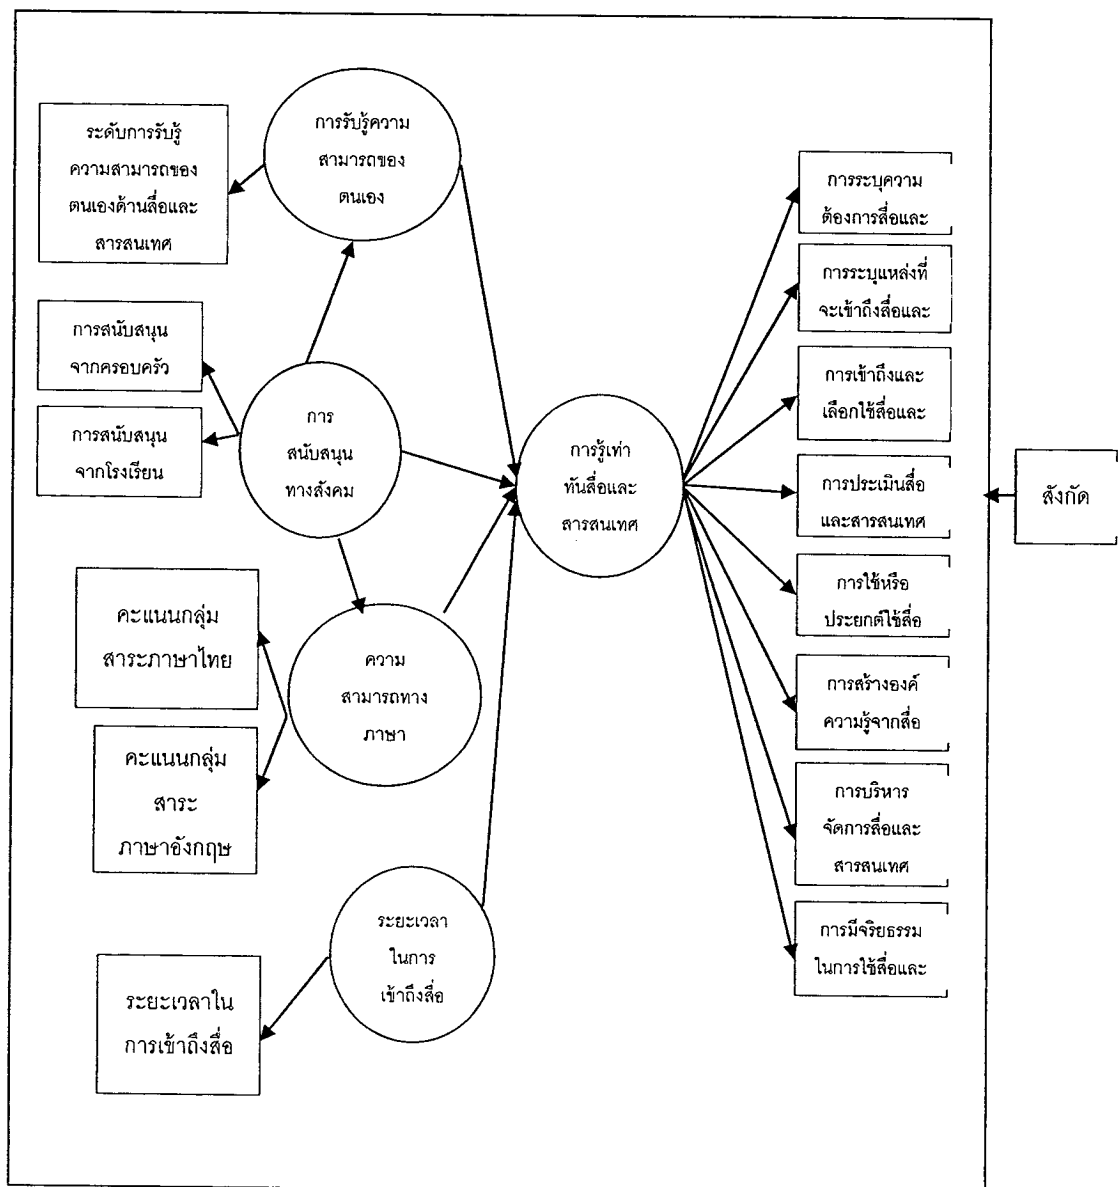 การรับรู้ความ
สามารถของ
ตนเอง
ระดับการรับรู้
ความสามารถของ
ตนเองด้านสื่อและ
สารสนเทศ
การสนับสนุน
จากครอบครัว
การสนับสนุน
จากโรงเรียน
การ
สนับสนุน
ทางสังคม
คะแนนกลุ่ม
สาระภาษาไทย
คะแนนกลุ่ม
สาระ
ภาษาอังกฤษ
ความ
สามารถทาง
ภาษา
ระยะเวลา
ในการ
เข้าถึงสื่อ
ระยะเวลาใน
การเข้าถึงสื่อ
การรู้เท่า
ทันสื่อและ
สารสนเทศ
การระบุความ
ต้องการสื่อและ
การระบุแหล่งที่
จะเข้าถึงสื่อและ
การเข้าถึงและ
เลือกใช้สื่อและ
การประเมินสื่อ
และสารสนเทศ
การใช้หรือ
ประยุกต์ใช้สื่อ
การสร้างองค์
ความรู้จากสื่อ
การบริหาร
จัดการสื่อและ
สารสนเทศ
การมีจริยธรรม
ในการใช้สื่อและ
สังกัด